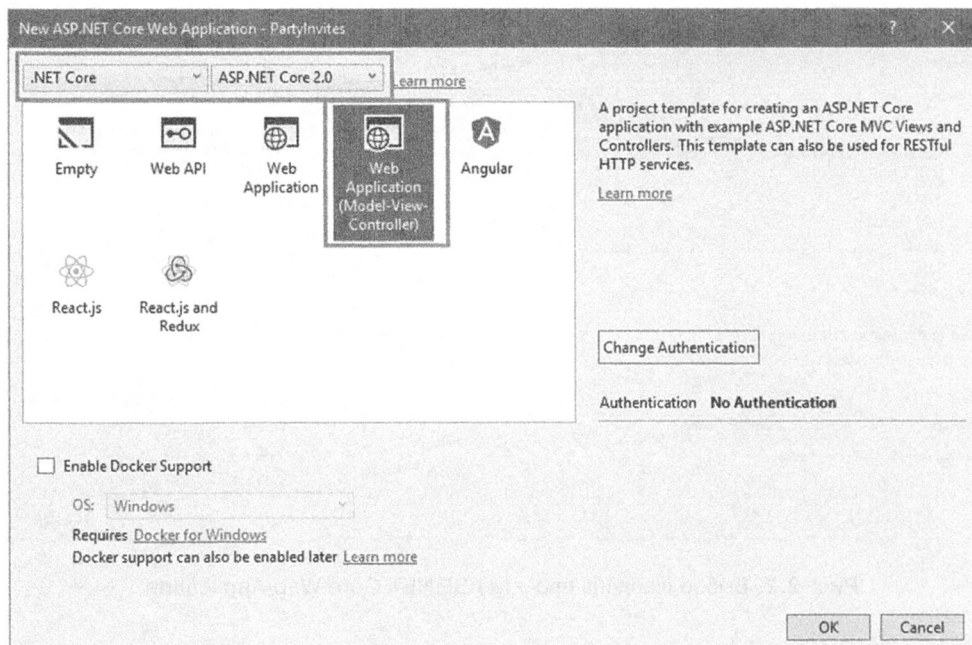 New ASP.NET Core Web Application - PartyInvites
? ×
.NET Core
ASP.NET Core 2.0
Learn more
Empty
Web API
Web
Application
Web
Application
(Model-View-
Controller)
Angular
React.js
React.js and
Redux
A project template for creating an ASP.NET Core
application with example ASP.NET Core MVC Views and
Controllers. This template can also be used for RESTful
HTTP services.
Learn more
Change Authentication
Authentication No Authentication
Enable Docker Support
OS: Windows
Requires Docker for Windows
Docker support can also be enabled later Learn more
OK
Cancel